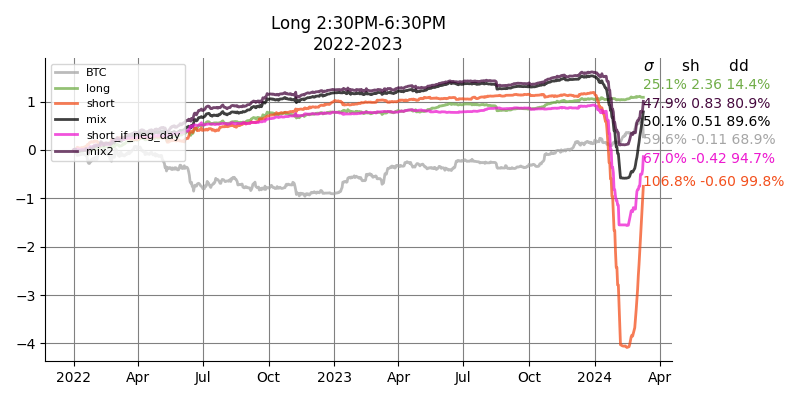 Long 2:30PM-6:30PM
2022-2023
σ sh dd
BTC
long
short
mix
short_if_neg_day
mix2
25.1% 2.36 14.4%
47.9% 0.83 80.9%
50.1% 0.51 89.6%
59.6% -0.11 68.9%
67.0% -0.42 94.7%
106.8% -0.60 99.8%
1
0
−1
−2
−3
−4
2022 Apr Jul Oct 2023 Apr Jul Oct 2024 Apr